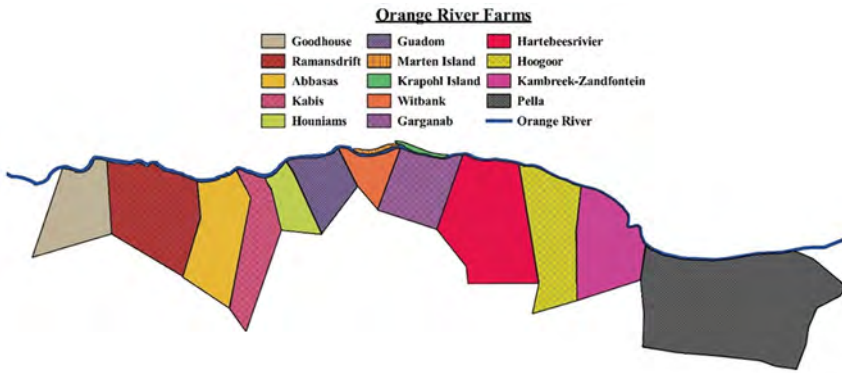 Orange River Farms
Goodhouse
Ramansdrift
Abbasas
Kabis
Houniams
Guadom
Marten Island
Krapohl Island
Witbank
Garganab
Hartebeesrivier
Hoogoor
Kambreek-Zandfontein
Pella
Orange River